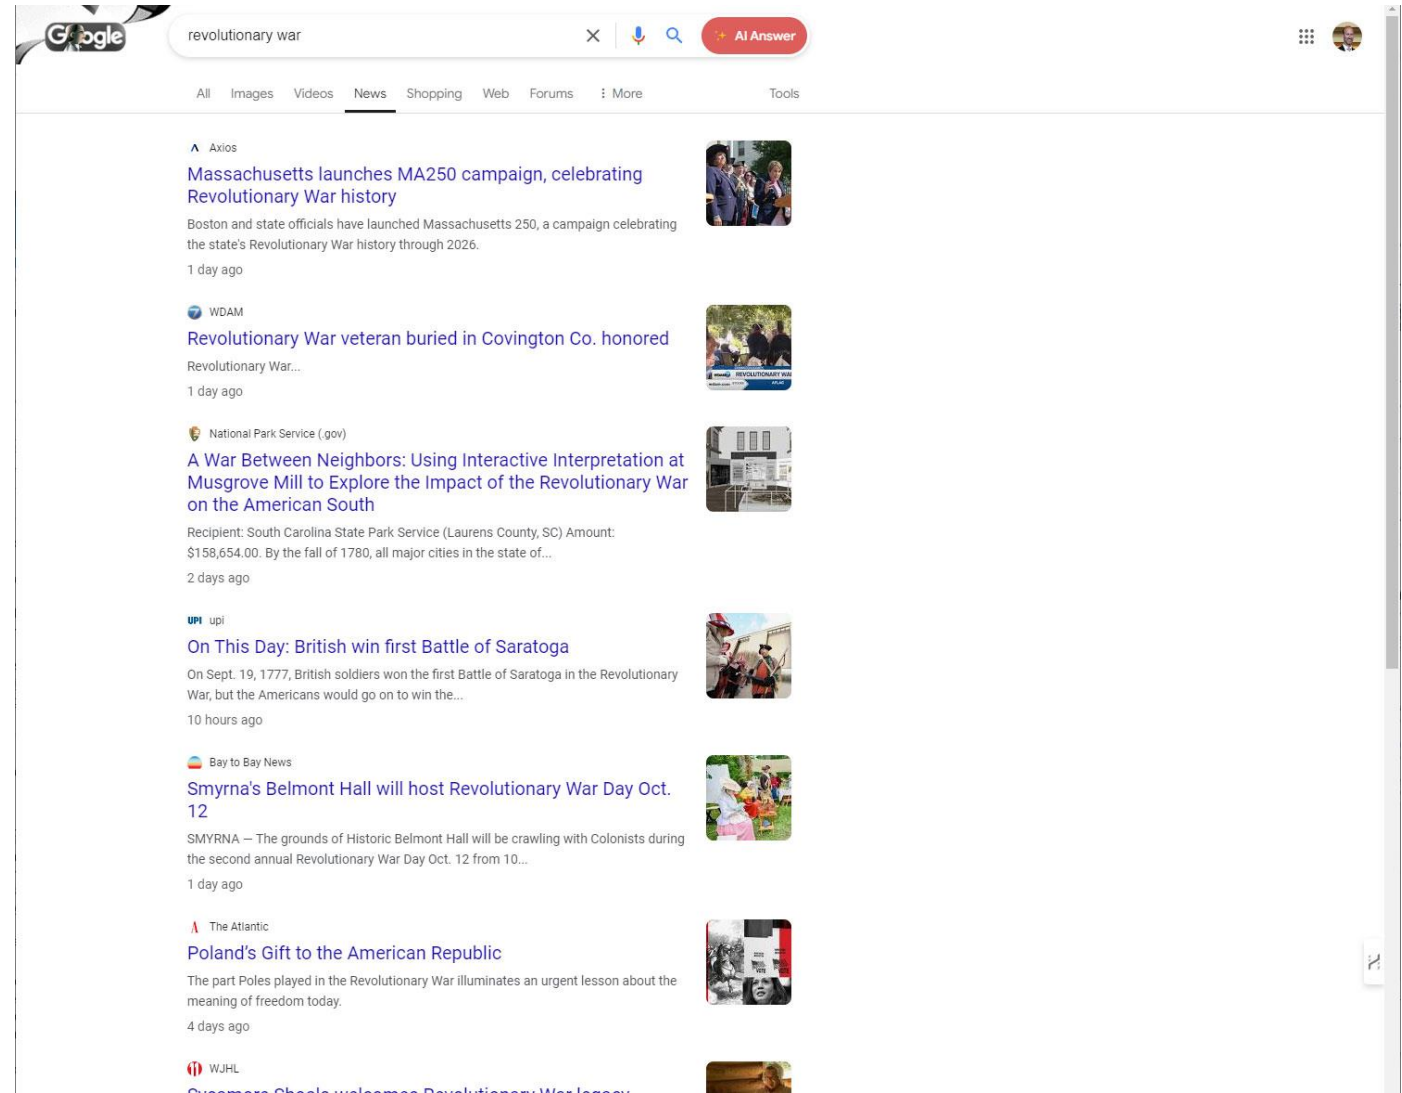 Google
revolutionary war
AI Answer
All Images Videos News Shopping Web Forums More Tools
Axios
Massachusetts launches MA250 campaign, celebrating
Revolutionary War history
Boston and state officials have launched Massachusetts 250, a campaign celebrating
the state's Revolutionary War history through 2026.
1 day ago
WDAM
Revolutionary War veteran buried in Covington Co. honored
Revolutionary War...
1 day ago
REVOLUTIONARY WA
National Park Service (.gov)
A War Between Neighbors: Using Interactive Interpretation at
Musgrove Mill to Explore the Impact of the Revolutionary War
on the American South
Recipient: South Carolina State Park Service (Laurens County, SC) Amount:
$158,654.00. By the fall of 1780, all major cities in the state of...
2 days ago
UPI upi
On This Day: British win first Battle of Saratoga
On Sept. 19, 1777, British soldiers won the first Battle of Saratoga in the Revolutionary
War, but the Americans would go on to win the...
10 hours ago
Bay to Bay News
Smyrna's Belmont Hall will host Revolutionary War Day Oct.
12
SMYRNA — The grounds of Historic Belmont Hall will be crawling with Colonists during
the second annual Revolutionary War Day Oct. 12 from 10...
1 day ago
The Atlantic
Poland's Gift to the American Republic
The part Poles played in the Revolutionary War illuminates an urgent lesson about the
meaning of freedom today.
4 days ago
WJHL
Sycamore Shoals welcomes Revolutionary War legacy